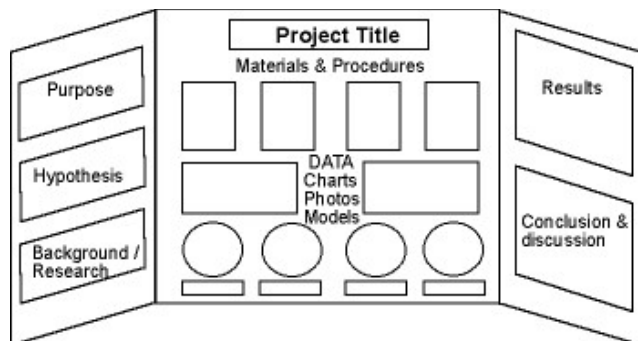 Project Title
Materials & Procedures
Purpose
Hypothesis
Background /
Research
DATA
Charts
Photos
Models
Results
Conclusion &
discussion